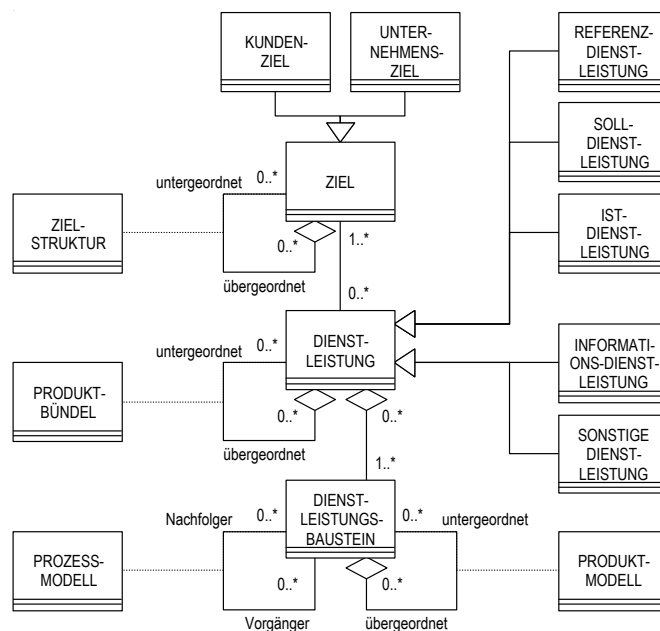 KUNDEN-
ZIEL
UNTER-
NEHMENS-
ZIEL
REFERENZ-
DIENST-
LEISTUNG
SOLL-
DIENST-
LEISTUNG
untergeordnet
0..*
ZIEL
ZIEL-
STRUKTUR
0..*
1..*
IST-
DIENST-
LEISTUNG
übergeordnet
0..*
untergeordnet
0..*
DIENST-
LEISTUNG
INFORMATI-
ONS-DIENST-
LEISTUNG
PRODUKT-
BÜNDEL
0..*
0..*
übergeordnet
SONSTIGE
DIENST-
LEISTUNG
1..*
Nachfolger
0..*
DIENST-
LEISTUNGS-
BAUSTEIN
0..*
untergeordnet
PROZESS-
MODELL
0..*
0..*
PRODUKT-
MODELL
Vorgänger
übergeordnet